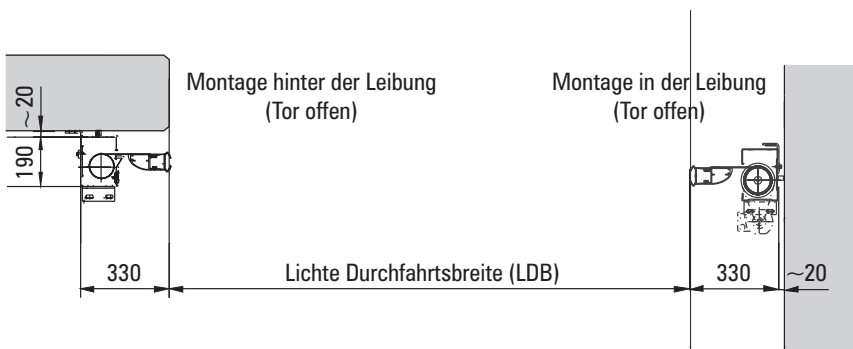 Montage hinter der Leibung
(Tor offen)
Montage in der Leibung
(Tor offen)
~20
190
330
Lichte Durchfahrtsbreite (LDB)
330
~20